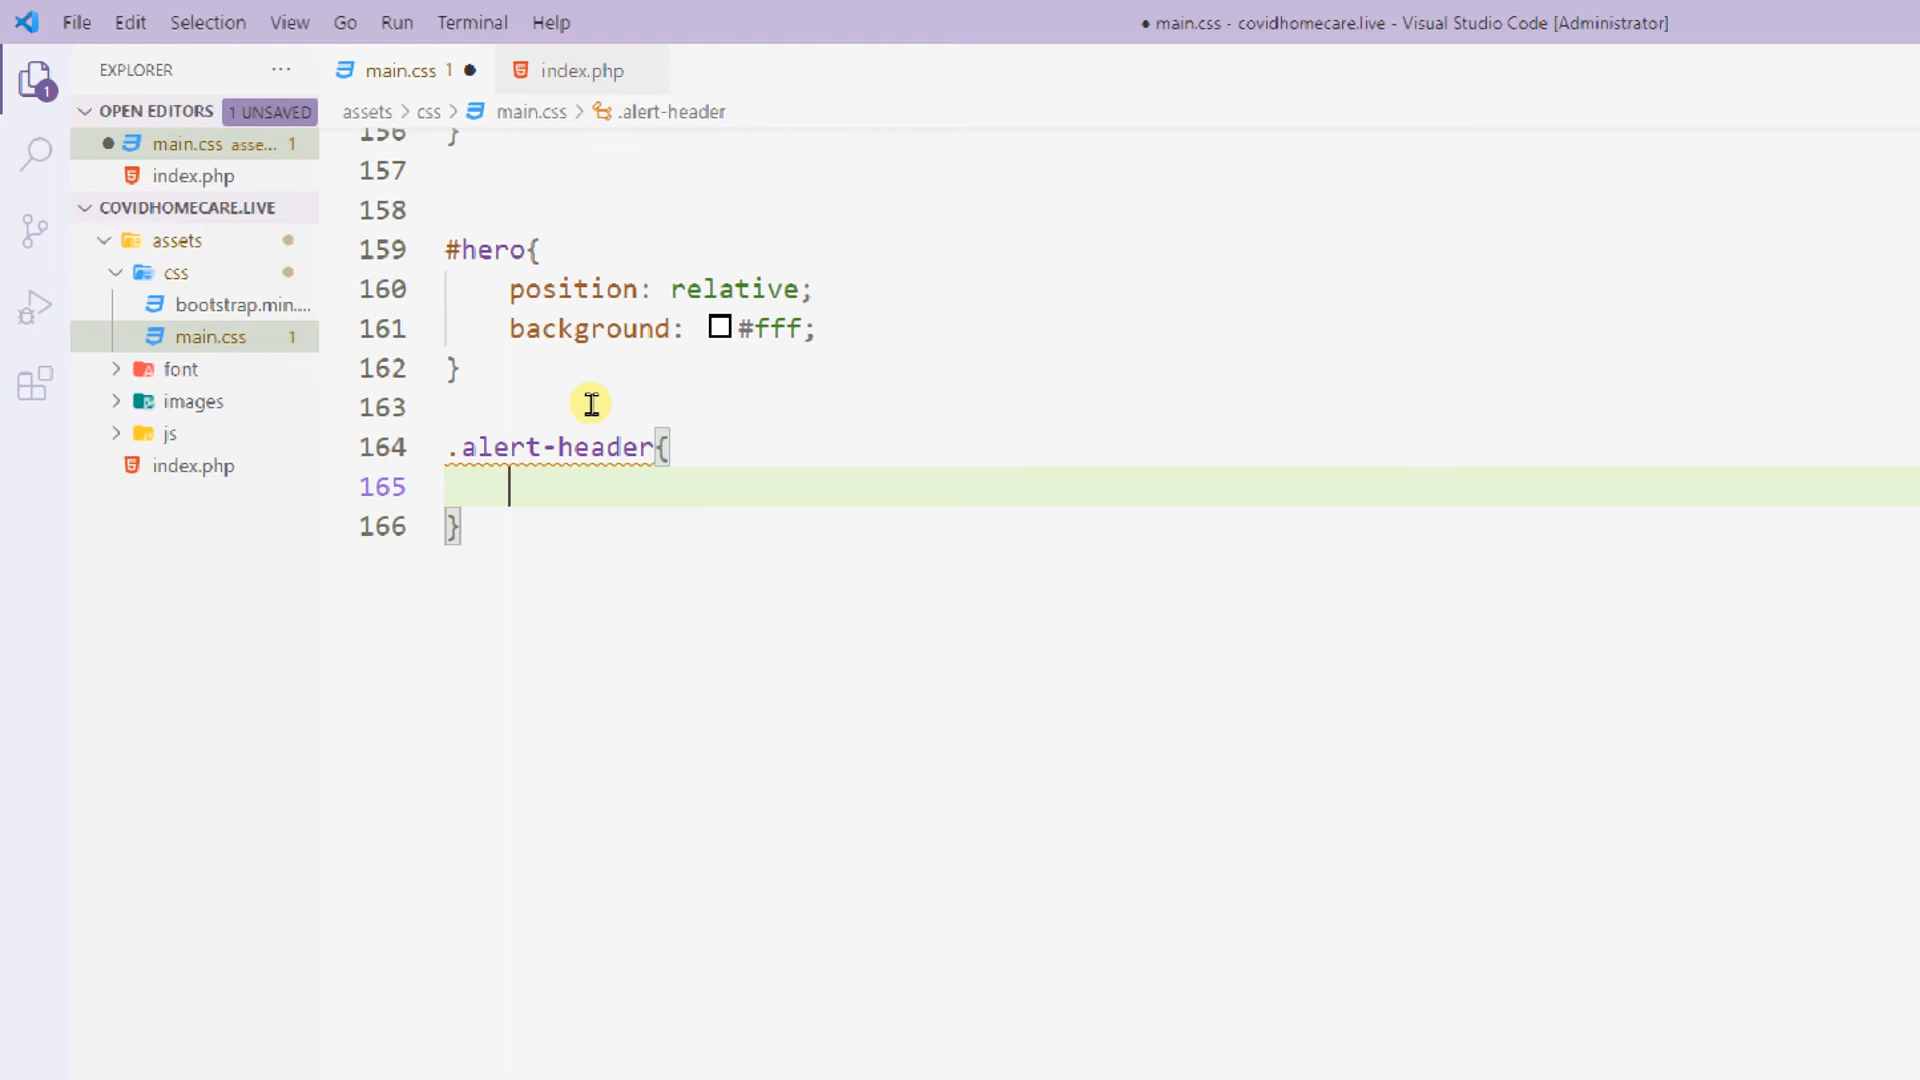 File Edit Selection View Go Run Terminal Help
● main.css - covidhomecare.live - Visual Studio Code [Administrator]
EXPLORER ...
main.css 1 ●
index.php
OPEN EDITORS 1 UNSAVED
assets > css > main.css > .alert-header
● main.css asse... 1
index.php
COVIDHOMECARE.LIVE
assets
css
bootstrap.min....
main.css 1
font
images
js
index.php
1
156 }
157
158
159 #hero{
160 position: relative;
161 background: #fff;
162 }
163
164 .alert-header{
165
166 }